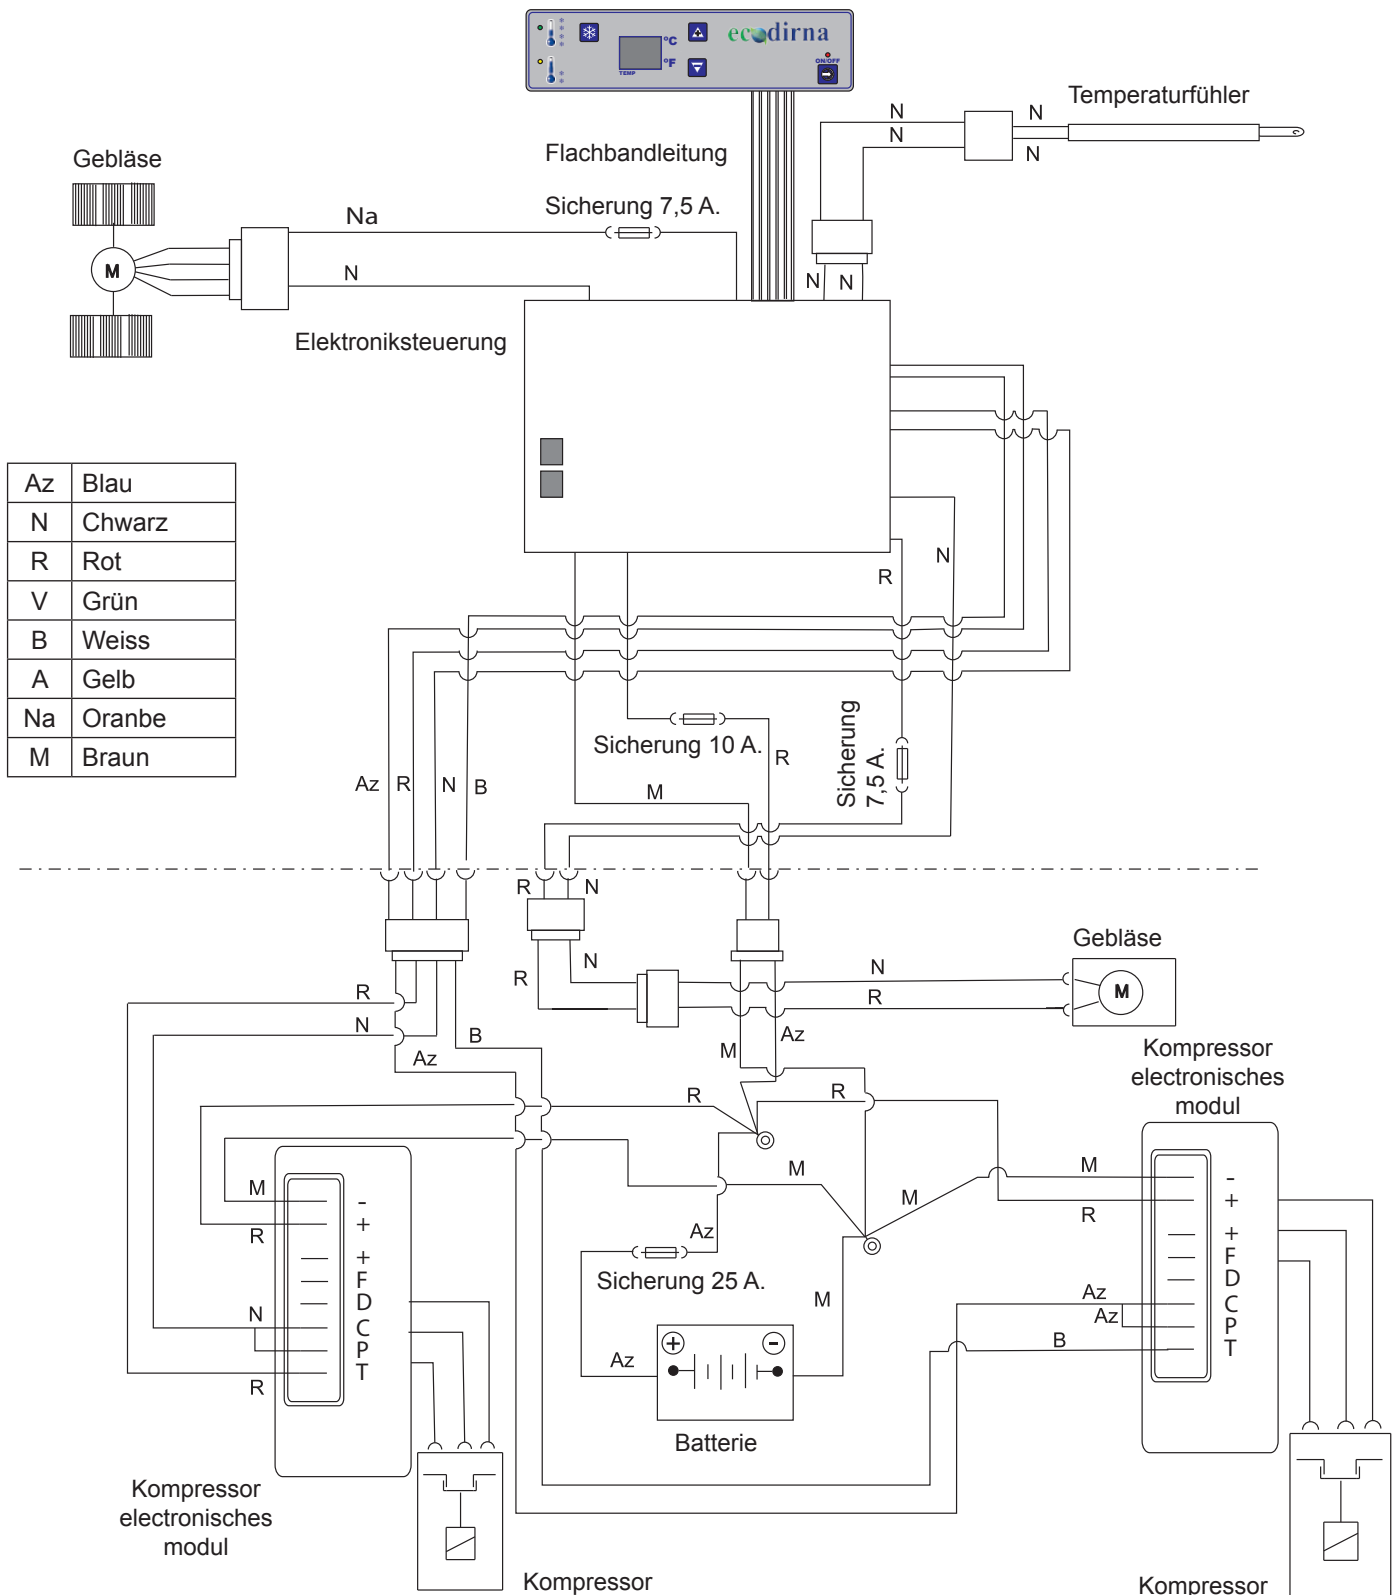 ecodirna
°C
°F
TEMP
ON/OFF
Temperaturfühler
N
N
N
N
Gebläse
Flachbandleitung
Sicherung 7,5 A.
Na
N
M
N
N
Elektroniksteuerung
Az Blau
N Chwarz
R Rot
V Grün
B Weiss
A Gelb
Na Oranbe
M Braun
N
R
Sicherung 10 A.
R
Sicherung
7,5 A.
Az
R
N
B
M
R
N
Gebläse
R
N
N
R
M
R
N
B
Az
M
Az
Kompressor
electronisches
modul
R
R
M
M
M
R
Az
M
R
-
+
+
F
D
C
P
T
N
R
M
R
-
+
+
F
D
C
P
T
Az
Az
B
Sicherung 25 A.
M
Az
+
-
Batterie
Kompressor
electronisches
modul
Kompressor
Kompressor